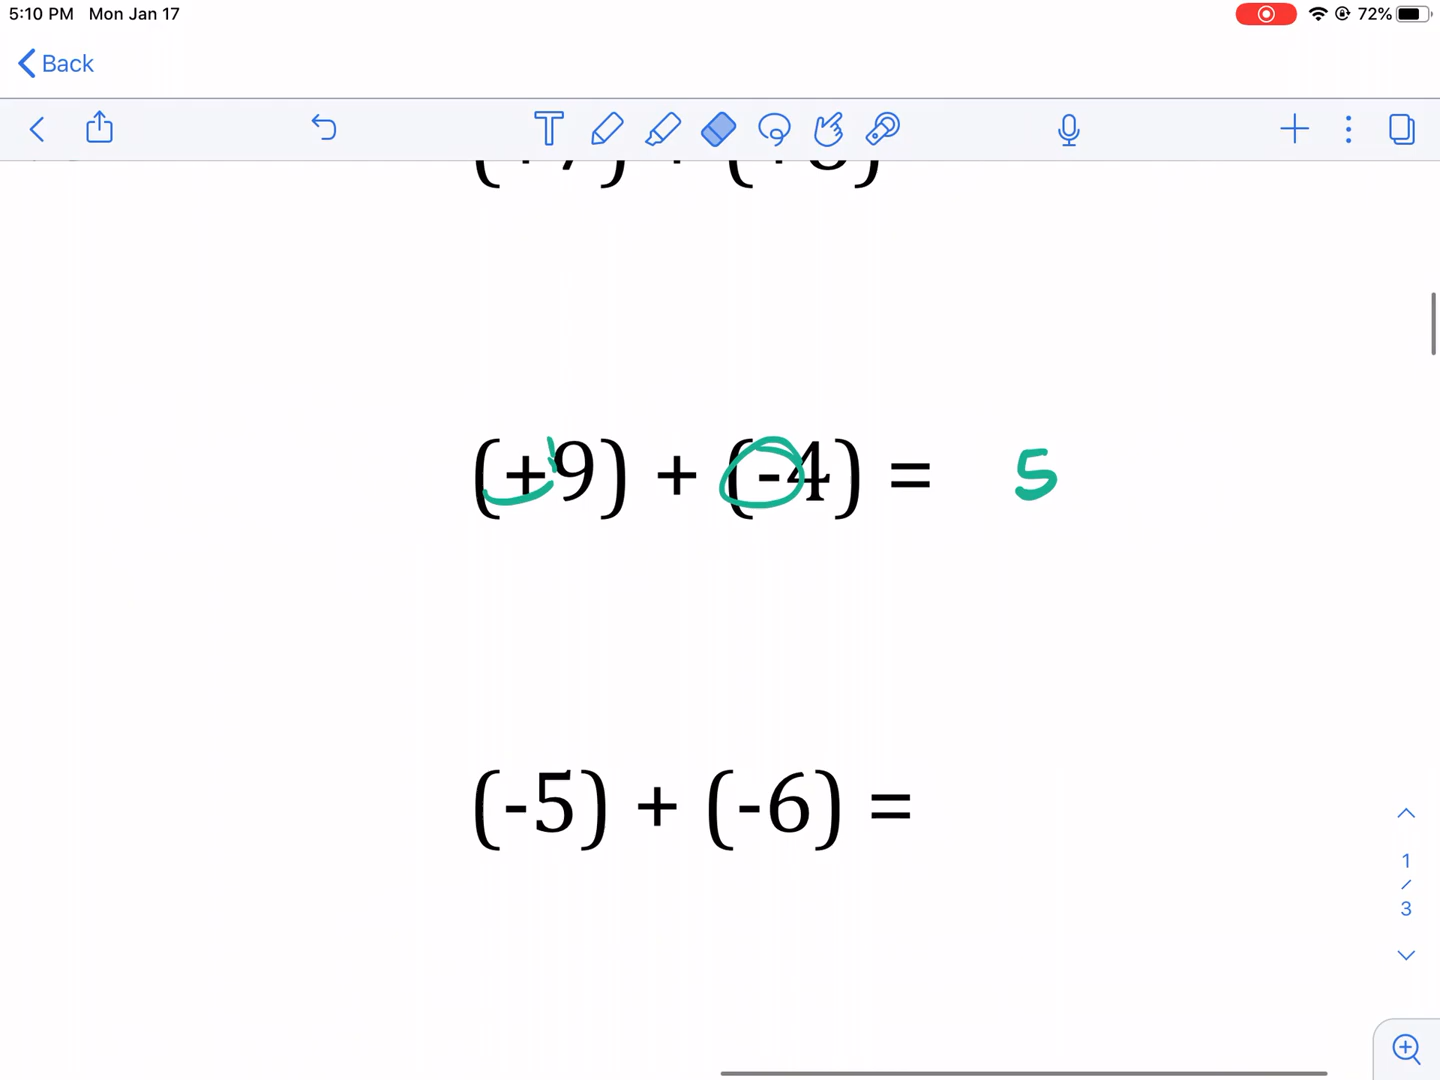 5:10 PM Mon Jan 17 72%
Back
(+9) + (-4) = 5
(-5) + (-6) =
1
/
3